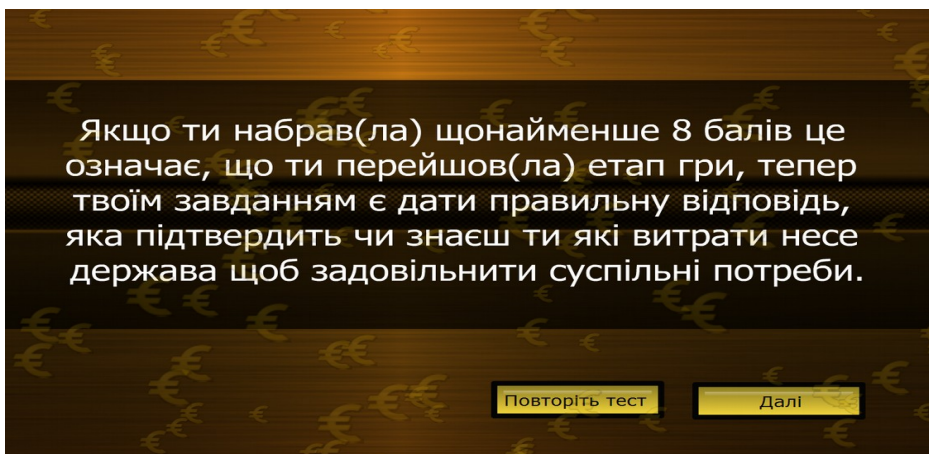 Якщо ти набрав(ла) щонайменше 8 балів це
означає, що ти перейшов(ла) етап гри, тепер
твоїм завданням є дати правильну відповідь,
яка підтвердить чи знаєш ти які витрати несе
держава щоб задовільнити суспільні потреби.
Повторіть тест
Далі